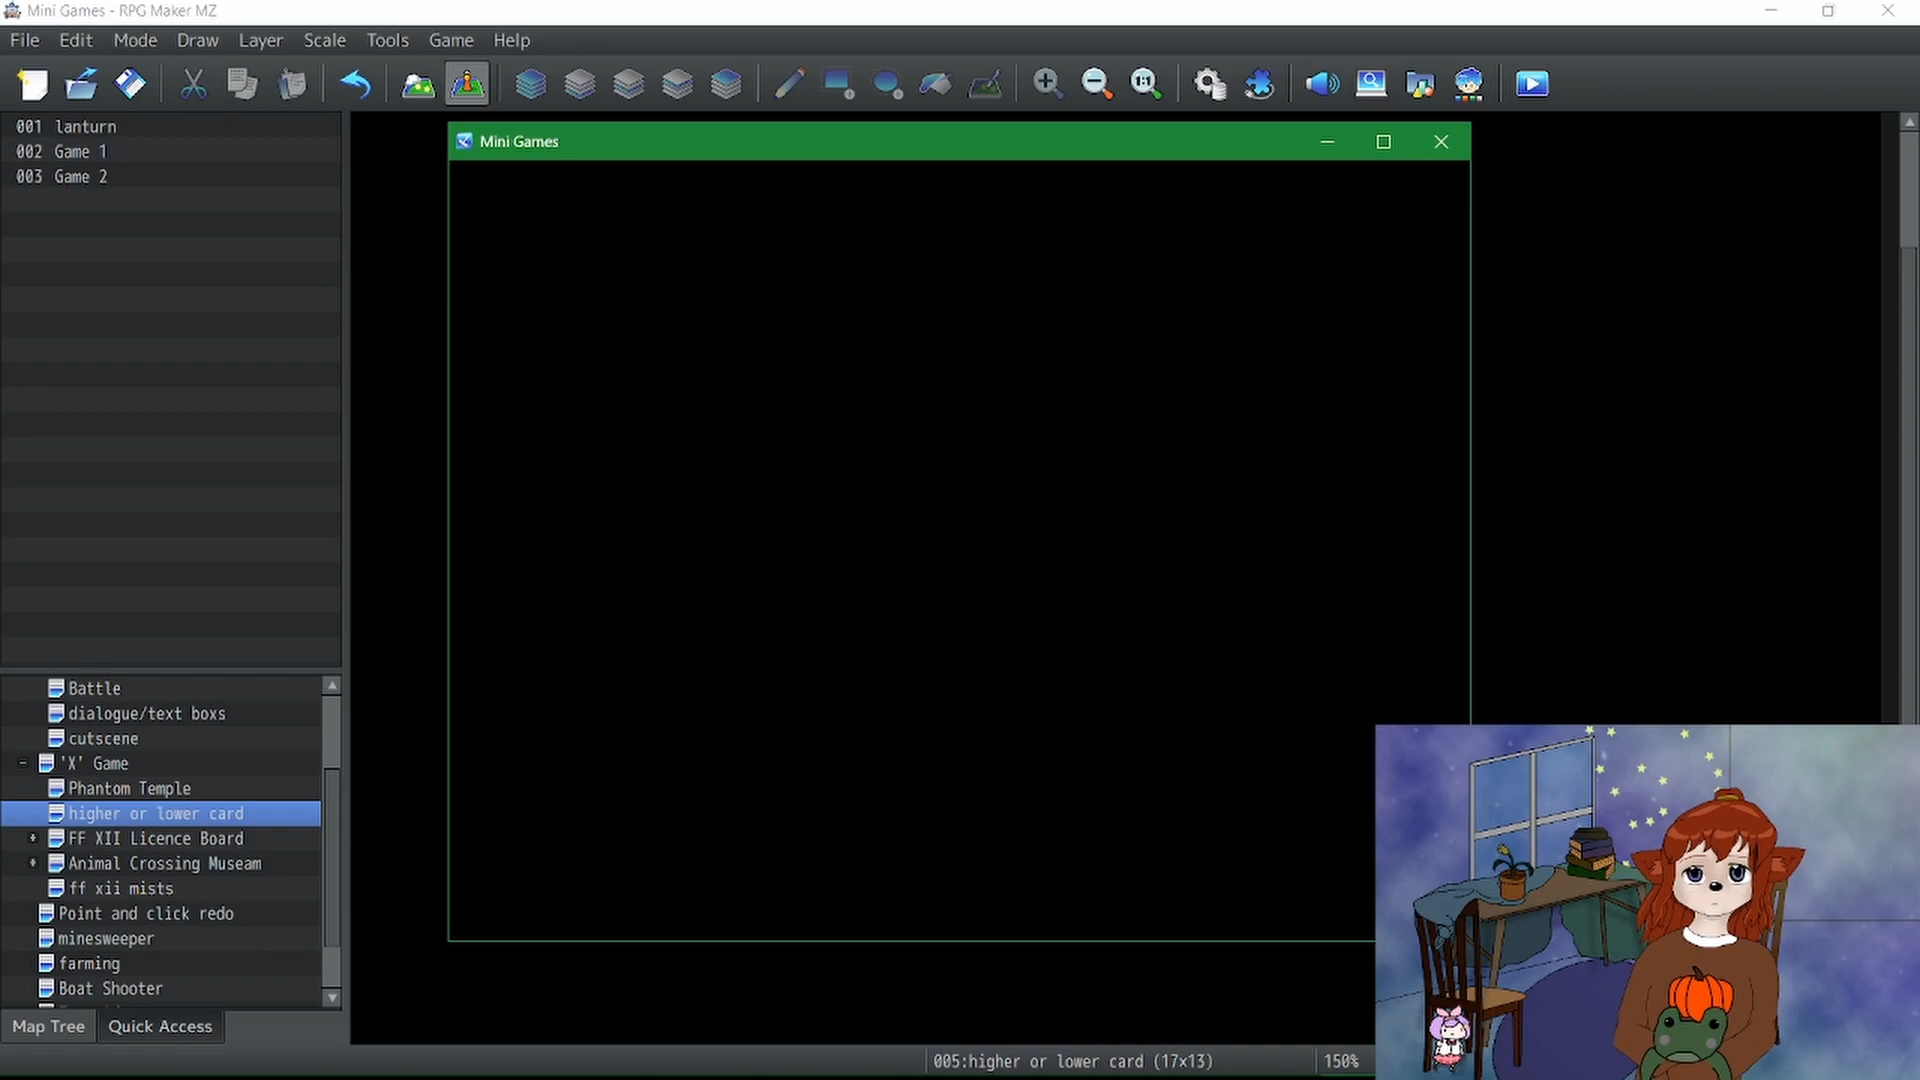 Mini Games - RPG Maker MZ
File Edit Mode Draw Layer Scale Tools Game Help
1:1
001 lanturn
002 Game 1
003 Game 2
Mini Games
Battle
dialogue/text boxs
cutscene
'X' Game
Phantom Temple
higher or lower card
FF XII Licence Board
Animal Crossing Museam
ff xii mists
Point and click redo
minesweeper
farming
Boat Shooter
Map Tree Quick Access
005:higher or lower card (17x13) 150%